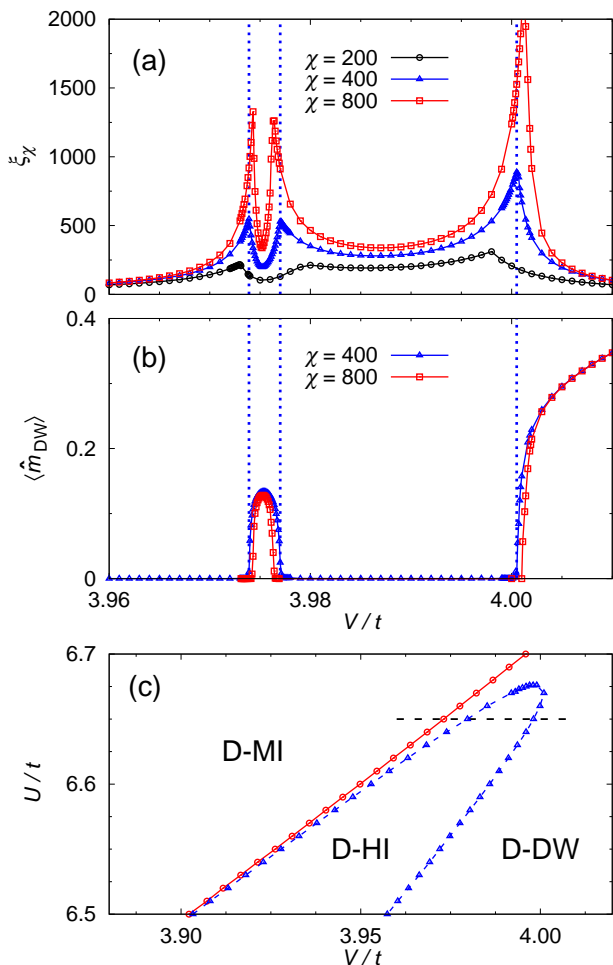 2000
1500
1000
500
0
ξχ
(a)
χ = 200
χ = 400
χ = 800
0.4
0.2
0
⟨m̂DW⟩
(b)
χ = 400
χ = 800
3.96
3.98
4.00
V / t
6.7
6.6
6.5
U / t
(c)
D-MI
D-HI
D-DW
3.90
3.95
4.00
V / t